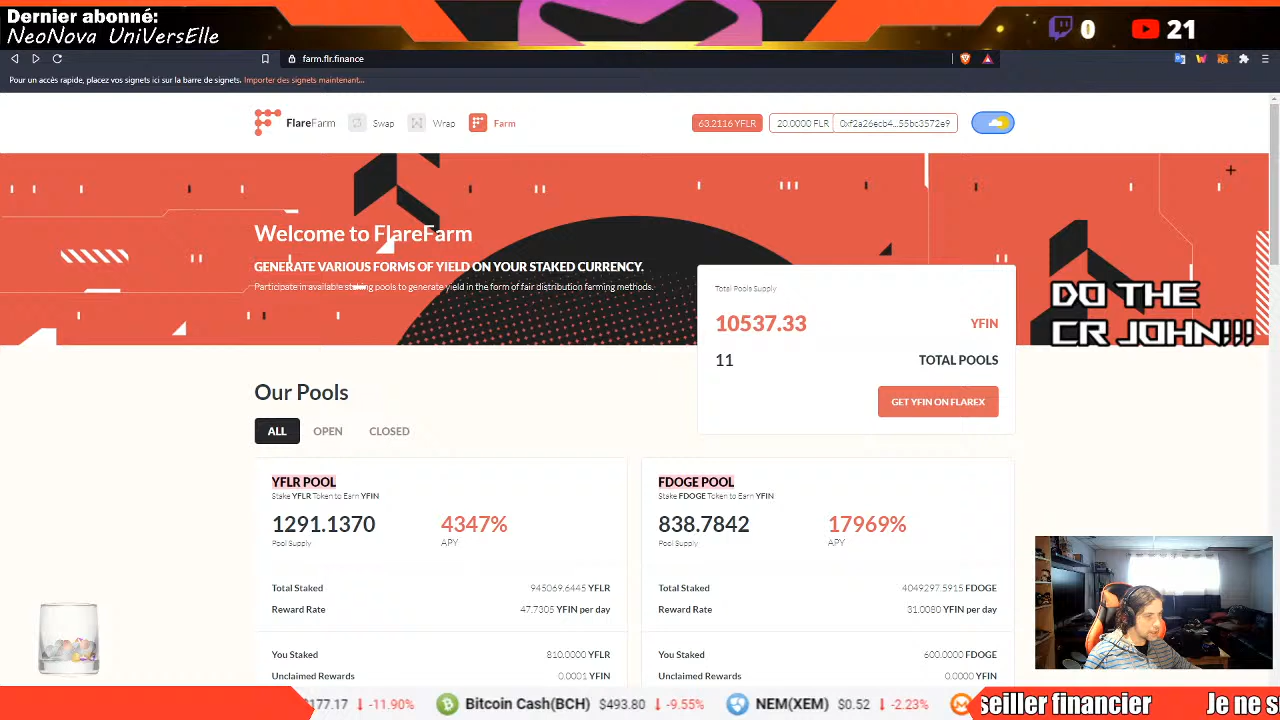 Dernier abonné:
NeoNova UniVersElle
0
21
farm.flr.finance
Pour un accès rapide, placez vos signets ici sur la barre de signets. Importer des signets maintenant...
FlareFarm
Swap
Wrap
Farm
63.2116 YFLR
20.0000 FLR
0xf2a26ecb4...55bc3572e9
Welcome to FlareFarm
GENERATE VARIOUS FORMS OF YIELD ON YOUR STAKED CURRENCY.
Participate in available staking pools to generate yield in the form of fair distribution farming methods.
Total Pools Supply
10537.33 YFIN
11 TOTAL POOLS
GET YFIN ON FLAREX
DO THE
CR JOHN!!!
Our Pools
ALL OPEN CLOSED
YFLR POOL
Stake YFLR Token to Earn YFIN
1291.1370 4347%
Pool Supply APY
Total Staked 945069.6445 YFLR
Reward Rate 47.7305 YFIN per day
You Staked 810.0000 YFLR
Unclaimed Rewards 0.0001 YFIN
FDOGE POOL
Stake FDOGE Token to Earn YFIN
838.7842 17969%
Pool Supply APY
Total Staked 4049297.5915 FDOGE
Reward Rate 31.0080 YFIN per day
You Staked 600.0000 FDOGE
Unclaimed Rewards 0.0000 YFIN
177.17 -11.90% Bitcoin Cash(BCH) $493.80 -9.55% NEM(XEM) $0.52 -2.23%
seiller financier Je ne s